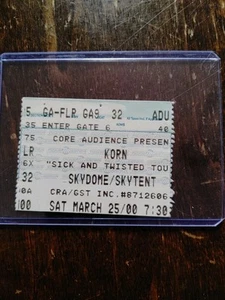 5 GA-FLR GA9 32 ADU
35 ENTER GATE 6 40
75 CORE AUDIENCE PRESEN
LR KORN
6X "SICK AND TWISTED TOU
32 SKYDOME/SKYTENT
0A CRA/GST INC.#8712606
00 SAT MARCH 25/00 7:30